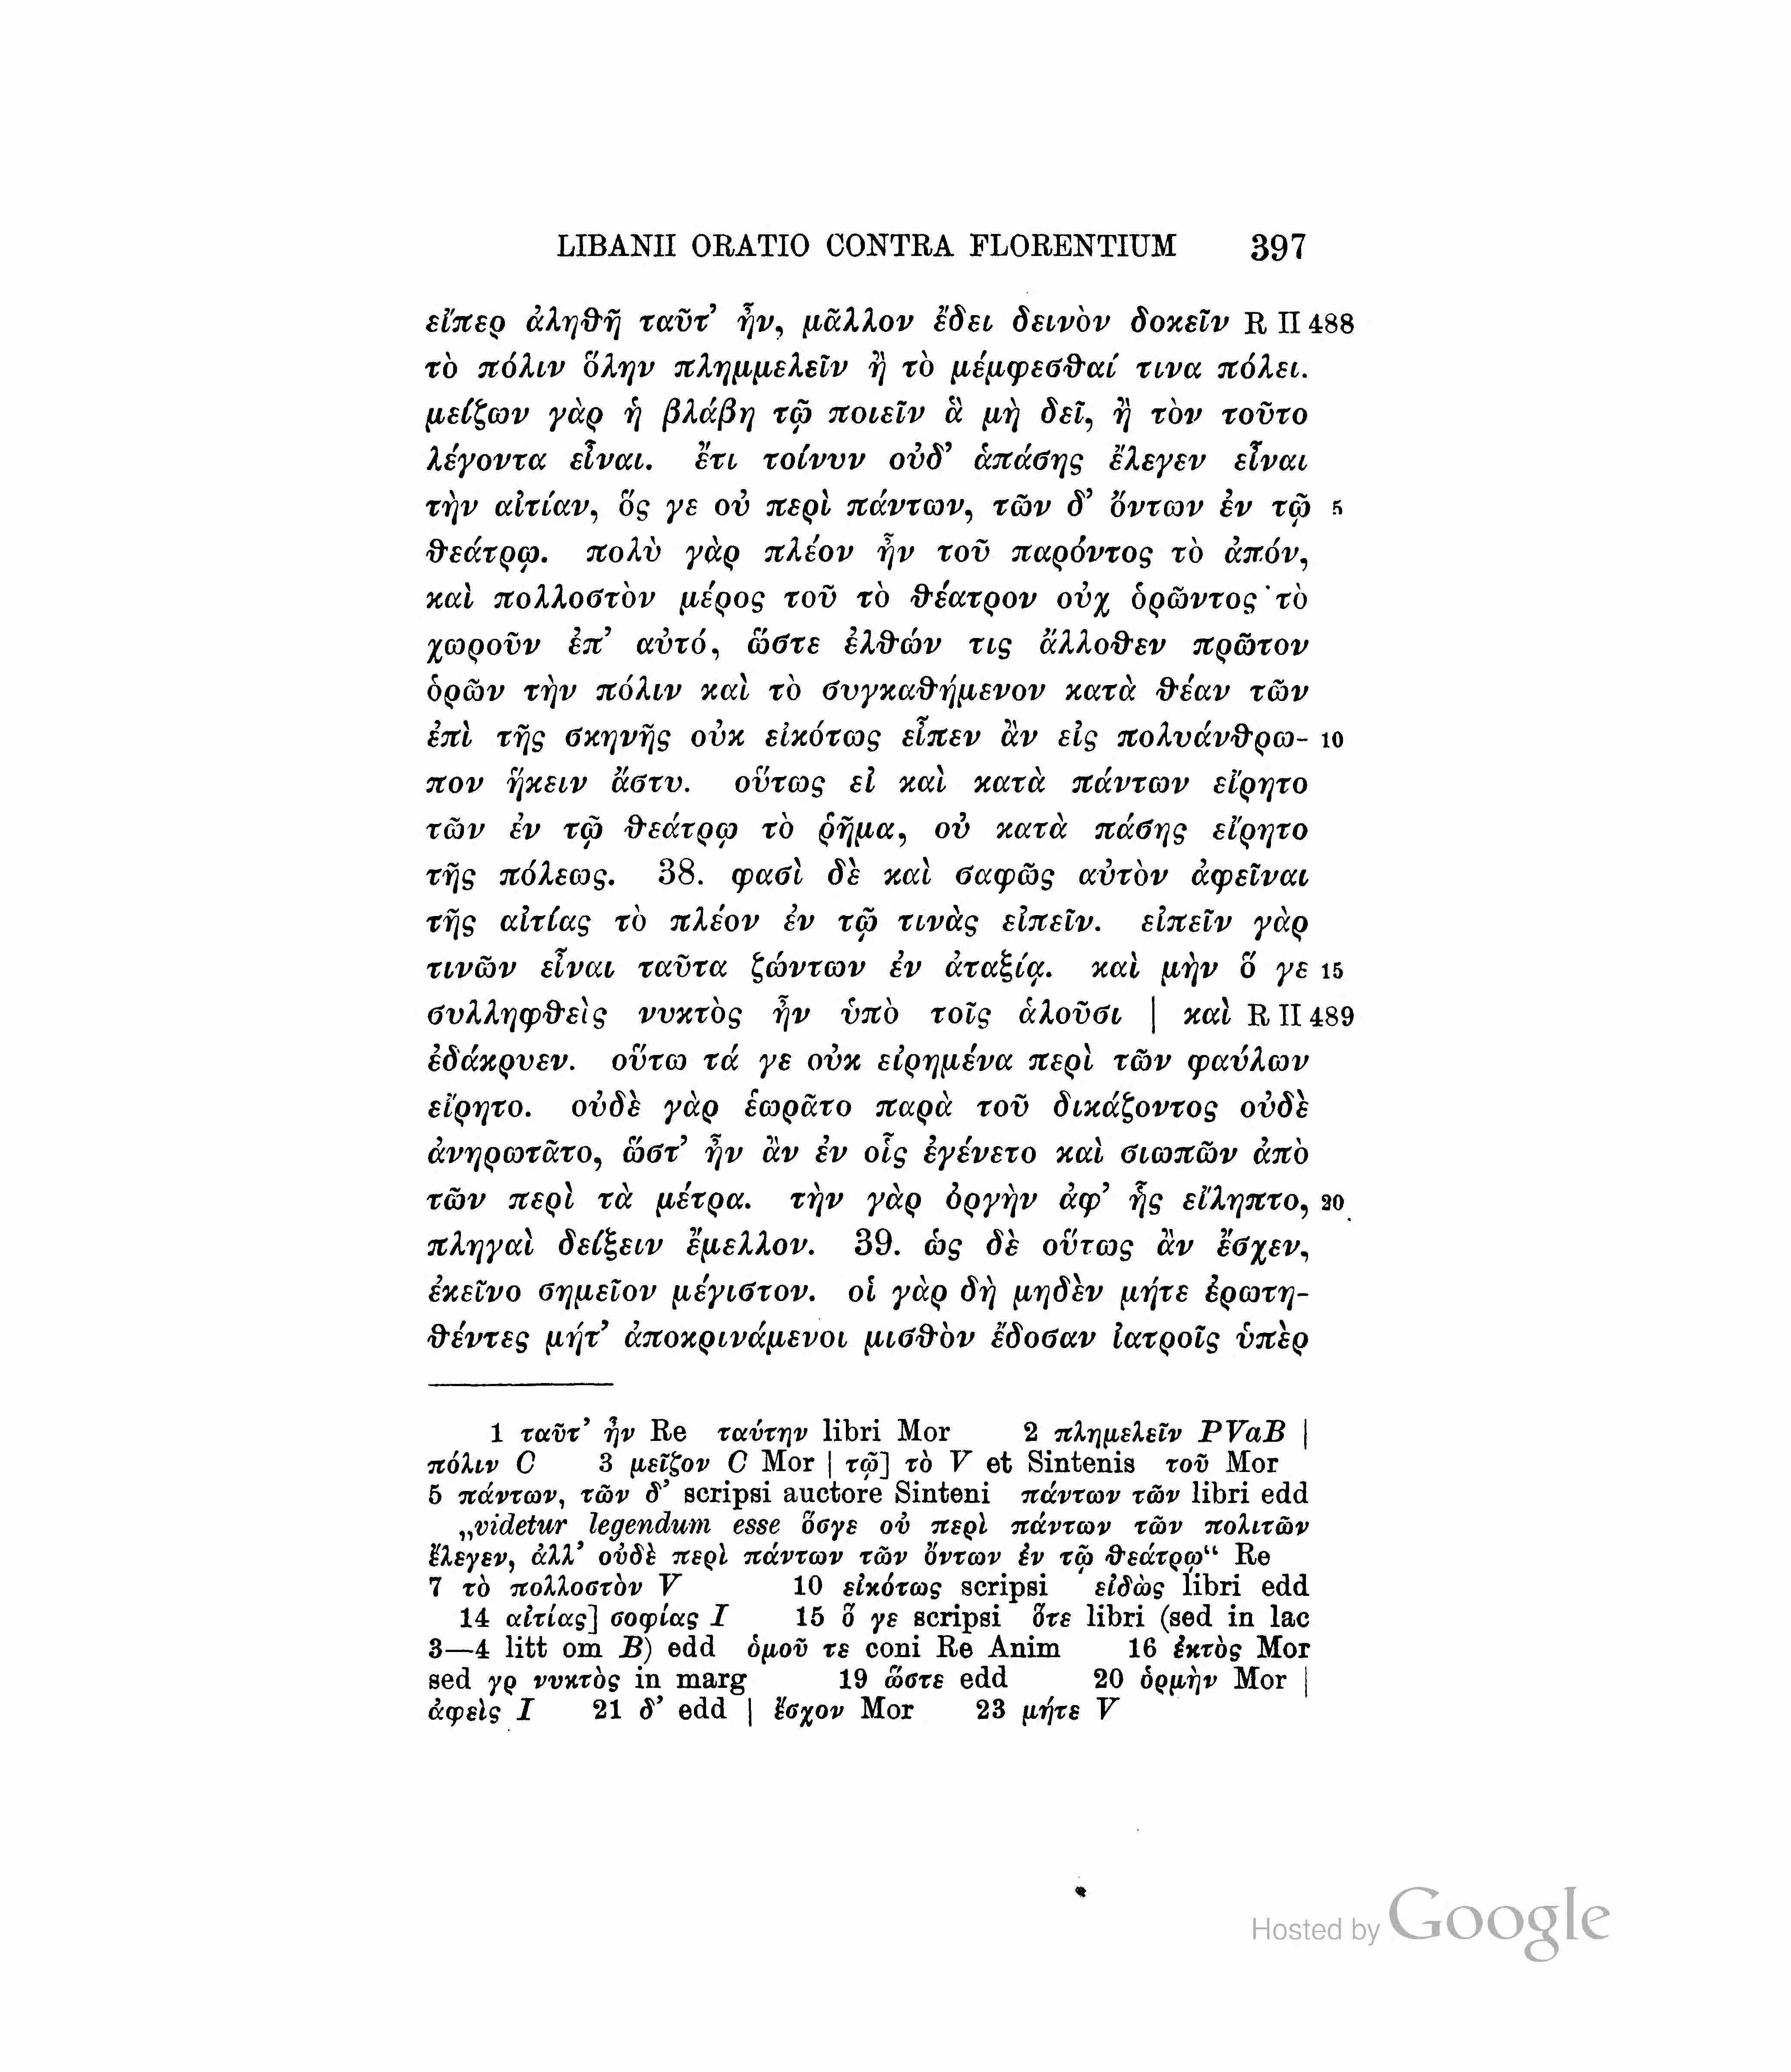 LIBANII ORATIO CONTRA FLORENTIUM 397
εἴπερ ἀληθῆ ταῦτ’ ἦν, μᾶλλον ἔδει δεινὸν δοκεῖν R II 488
τὸ πόλιν ὅλην πλημμελεῖν ἢ τὸ μέμφεσθαί τινα πόλει.
μείζων γὰρ ἡ βλάβη τῷ ποιεῖν ἃ μὴ δεῖ, ἢ τὸν τοῦτο
λέγοντα εἶναι. ἔτι τοίνυν οὐδ’ ἁπάσης ἔλεγεν εἶναι
τὴν αἰτίαν, ὅς γε οὐ περὶ πάντων, τῶν δ’ ὄντων ἐν τῷ 5
θεάτρῳ. πολὺ γὰρ πλέον ἦν τοῦ παρόντος τὸ ἀπόν,
καὶ πολλοστὸν μέρος τοῦ τὸ θέατρον οὐχ ὁρῶντος τὸ
χωροῦν ἐπ’ αὐτό, ὥστε ἐλθών τις ἄλλοθεν πρῶτον
ὁρῶν τὴν πόλιν καὶ τὸ συγκαθήμενον κατὰ θέαν τῶν
ἐπὶ τῆς σκηνῆς οὐκ εἰκότως εἶπεν ἂν εἰς πολυάνθρω- 10
πον ἥκειν ἄστυ. οὕτως εἰ καὶ κατὰ πάντων εἴρητο
τῶν ἐν τῷ θεάτρῳ τὸ ῥῆμα, οὐ κατὰ πάσης εἴρητο
τῆς πόλεως. 38. φασὶ δὲ καὶ σαφῶς αὐτὸν ἀφεῖναι
τῆς αἰτίας τὸ πλέον ἐν τῷ τινὰς εἰπεῖν. εἰπεῖν γὰρ
τινῶν εἶναι ταῦτα ζώντων ἐν ἀταξίᾳ. καὶ μὴν ὅ γε 15
συλληφθεὶς νυκτὸς ἦν ὑπὸ τοῖς ἁλοῦσι | καὶ R II 489
ἐδάκρυεν. οὕτω τά γε οὐκ εἰρημένα περὶ τῶν φαύλων
εἴρητο. οὐδὲ γὰρ ἑωρᾶτο παρὰ τοῦ δικάζοντος οὐδὲ
ἀνηρωτᾶτο, ὥστ’ ἦν ἂν ἐν οἷς ἐγένετο καὶ σιωπῶν ἀπὸ
τῶν περὶ τὰ μέτρα. τὴν γὰρ ὀργὴν ἀφ’ ἧς εἴληπτο, 20
πληγαὶ δείξειν ἔμελλον. 39. ὡς δὲ οὕτως ἂν ἔσχεν,
ἐκεῖνο σημεῖον μέγιστον. οἱ γὰρ δὴ μηδὲν μήτε ἐρωτη-
θέντες μήτ’ ἀποκρινάμενοι μισθὸν ἔδοσαν ἰατροῖς ὑπὲρ
1 ταῦτ’ ἦν Re ταύτην libri Mor 2 πλημελεῖν PVaB |
πόλιν C 3 μεῖζον C Mor | τῷ] τὸ V et Sintenis τοῦ Mor
5 πάντων, τῶν δ’ scripsi auctore Sinteni πάντων τῶν libri edd
„videtur legendum esse ὅσγε οὐ περὶ πάντων τῶν πολιτῶν
ἔλεγεν, ἀλλ’ οὐδὲ περὶ πάντων τῶν ὄντων ἐν τῷ θεάτρῳ“ Re
7 τὸ πολλοστὸν V 10 εἰκότως scripsi εἰδὼς libri edd
14 αἰτίας] σοφίας I 15 ὅ γε scripsi ὅτε libri (sed in lac
3—4 litt om B) edd ὁμοῦ τε coni Re Anim 16 ἐκτὸς Mor
sed γρ νυκτὸς in marg 19 ὥστε edd 20 ὁρμὴν Mor |
ἀφεὶς I 21 δ’ edd | ἔσχον Mor 23 μήτε V
Hosted by Google